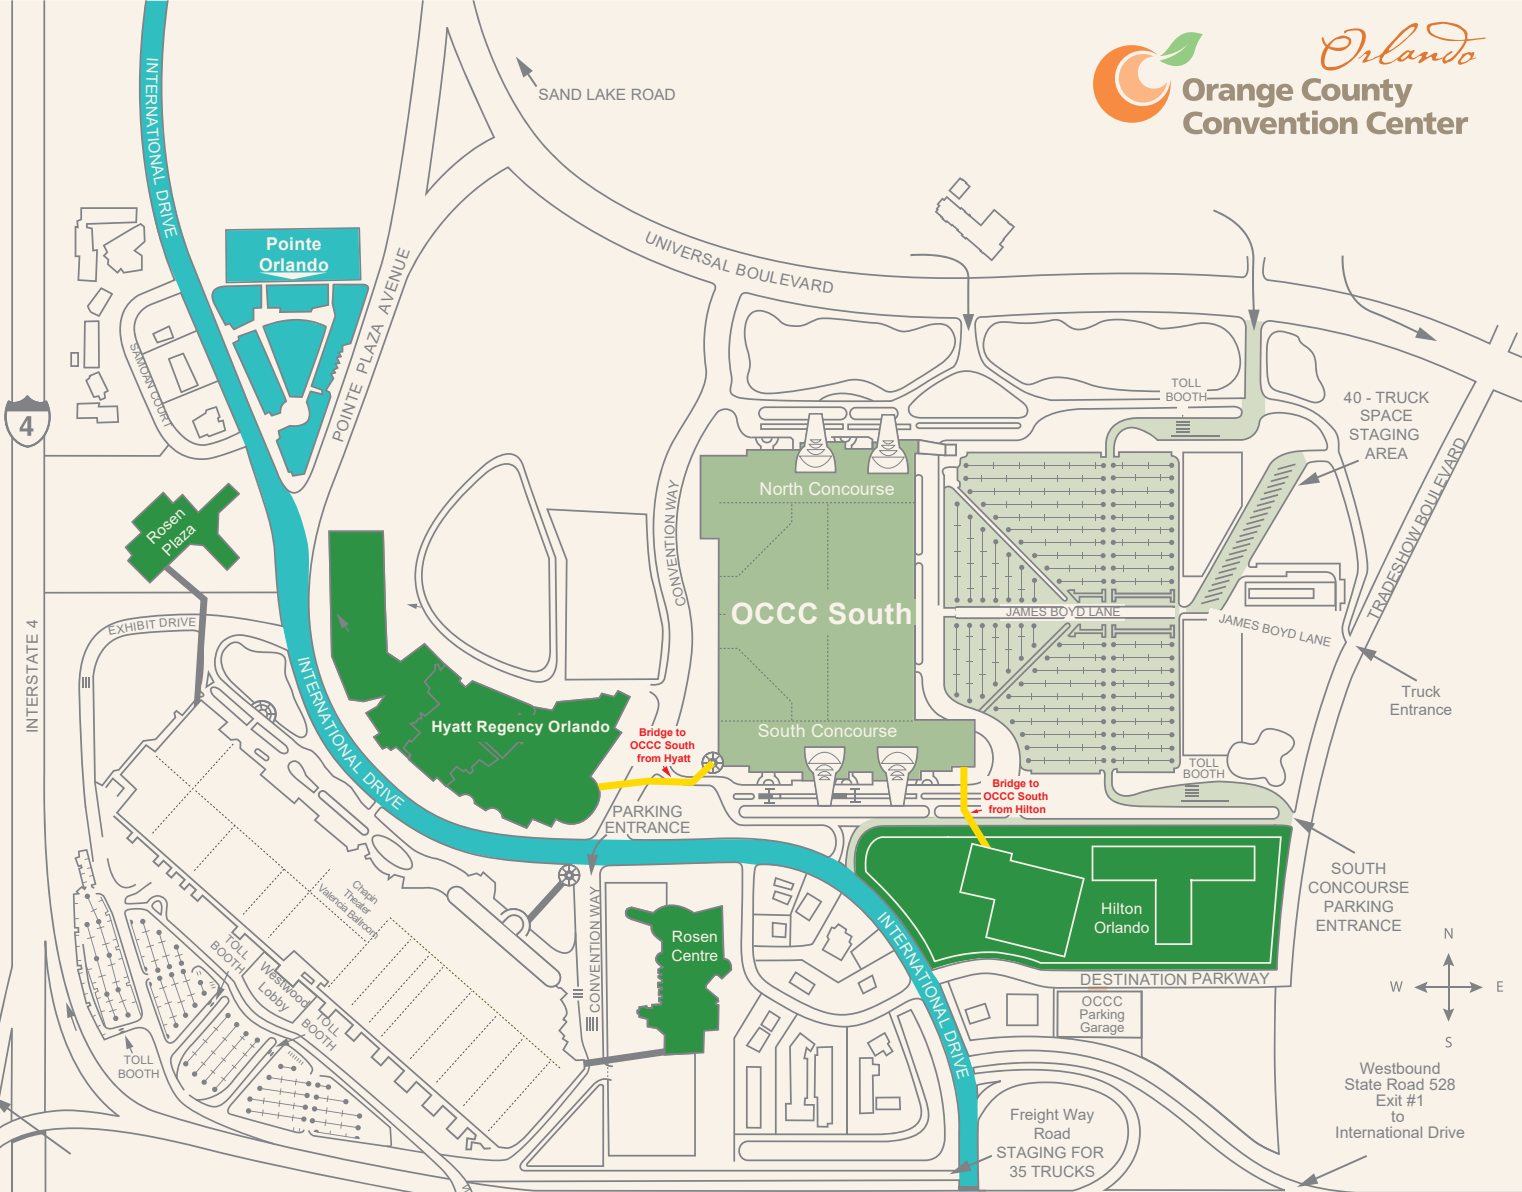 Orlando
Orange County
Convention Center
SAND LAKE ROAD
INTERNATIONAL DRIVE
Pointe
Orlando
POINTE PLAZA AVENUE
UNIVERSAL BOULEVARD
SAMOAN COURT
4
TOLL
BOOTH
40 - TRUCK
SPACE
STAGING
AREA
TRADESHOW BOULEVARD
North Concourse
CONVENTION WAY
Rosen
Plaza
OCCC South
JAMES BOYD LANE
JAMES BOYD LANE
EXHIBIT DRIVE
INTERSTATE 4
INTERNATIONAL DRIVE
Truck
Entrance
Hyatt Regency Orlando
South Concourse
Bridge to
OCCC South
from Hyatt
TOLL
BOOTH
Bridge to
OCCC South
from Hilton
PARKING
ENTRANCE
SOUTH
CONCOURSE
PARKING
ENTRANCE
Chapin
Theater
Valencia Ballroom
Hilton
Orlando
Rosen
Centre
CONVENTION WAY
INTERNATIONAL DRIVE
TOLL
BOOTH
Westwood
Lobby
TOLL
BOOTH
TOLL
BOOTH
DESTINATION PARKWAY
OCCC
Parking
Garage
N
W
E
S
Westbound
State Road 528
Exit #1
to
International Drive
Freight Way
Road
STAGING FOR
35 TRUCKS